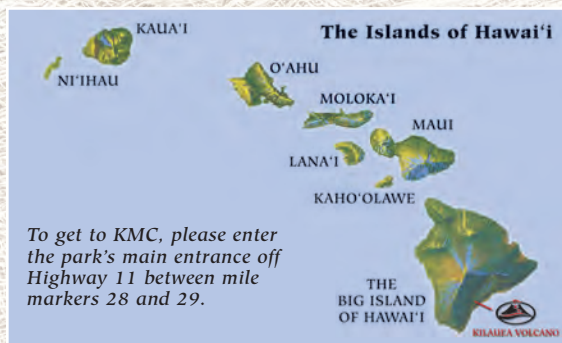 KAUA‘I
The Islands of Hawai‘i
NI‘IHAU
O‘AHU
MOLOKA‘I
MAUI
LANA‘I
KAHO‘OLAWE
To get to KMC, please enter
the park's main entrance off
Highway 11 between mile
markers 28 and 29.
THE
BIG ISLAND
OF HAWAI‘I
KILAUEA VOLCANO